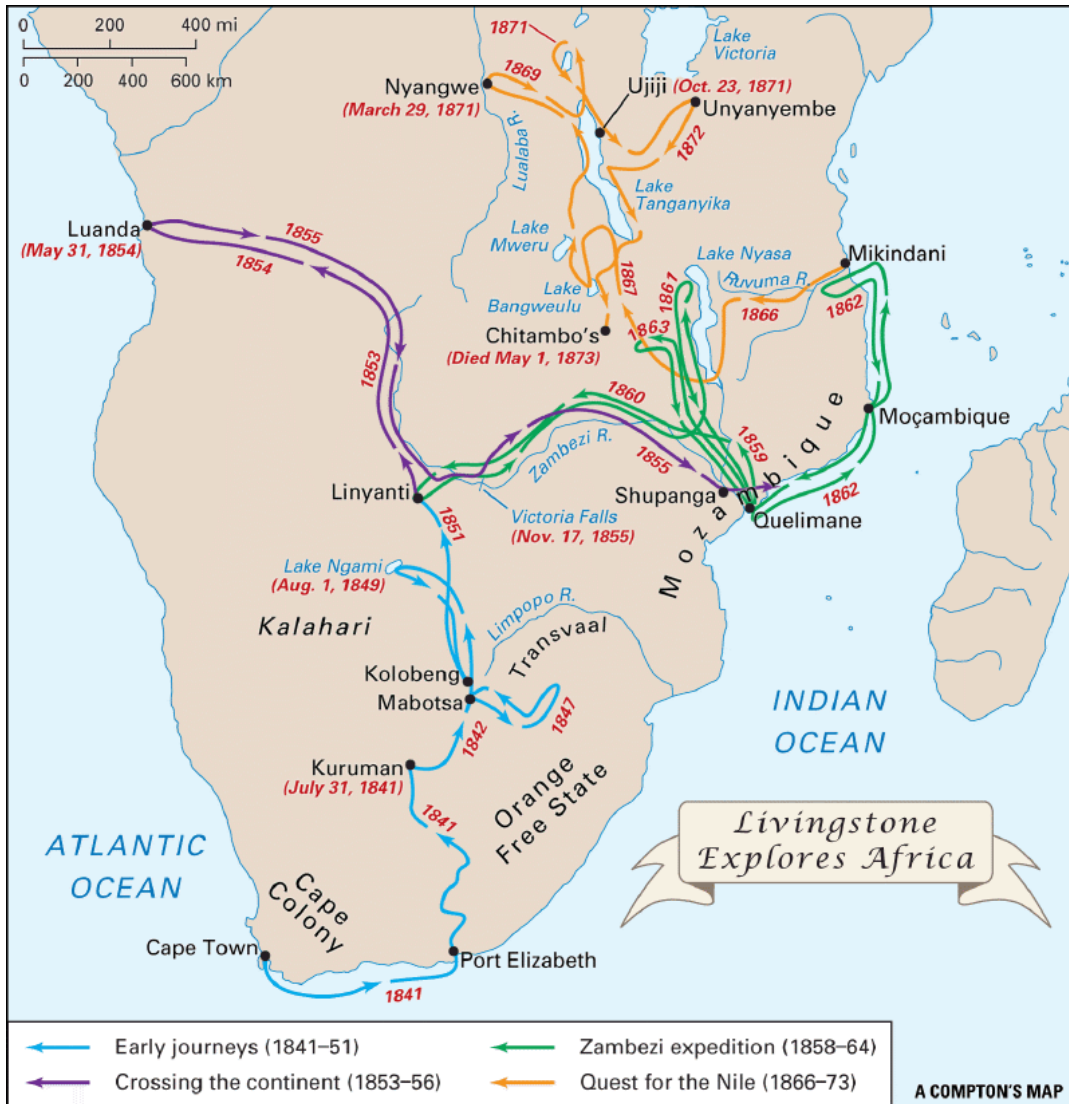 0 200 400 mi
0 200 400 600 km
1871
Lake
Victoria
1869
Nyangwe
(March 29, 1871)
Ujiji (Oct. 23, 1871)
Unyanyembe
1872
Lualaba R.
Lake
Tanganyika
Luanda
(May 31, 1854)
1855
1854
Lake
Mweru
1867
Lake Nyasa
Mikindani
Ruvuma R.
1866
1862
1861
Lake
Bangweulu
Chitambo's
(Died May 1, 1873)
1863
1853
1860
Moçambique
Zambezi R.
1855
1859
Mozambique
Linyanti
Shupanga
Quelimane
1862
1851
Victoria Falls
(Nov. 17, 1855)
Lake Ngami
(Aug. 1, 1849)
Kalahari
Limpopo R.
Transvaal
Kolobeng
Mabotsa
1847
1842
INDIAN
OCEAN
Kuruman
(July 31, 1841)
Orange
Free State
1841
Livingstone
Explores Africa
ATLANTIC
OCEAN
Cape
Colony
Cape Town
Port Elizabeth
1841
Early journeys (1841–51)
Zambezi expedition (1858–64)
Crossing the continent (1853–56)
Quest for the Nile (1866–73)
A COMPTON'S MAP